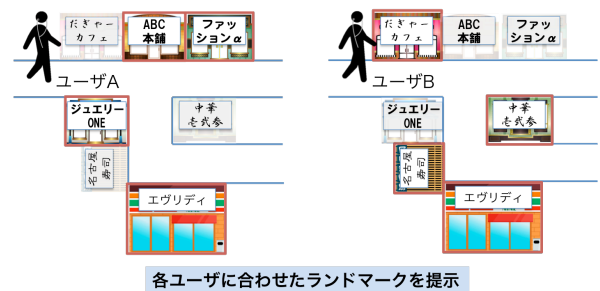 だぎゃー
カフェ
ABC
本舗
ファッ
ションα
ユーザA
ジュエリー
ONE
中華
壱弐参
名古屋
寿司
エヴリディ
だぎゃー
カフェ
ABC
本舗
ファッ
ションα
ユーザB
ジュエリー
ONE
中華
壱弐参
名古屋
寿司
エヴリディ
各ユーザに合わせたランドマークを提示